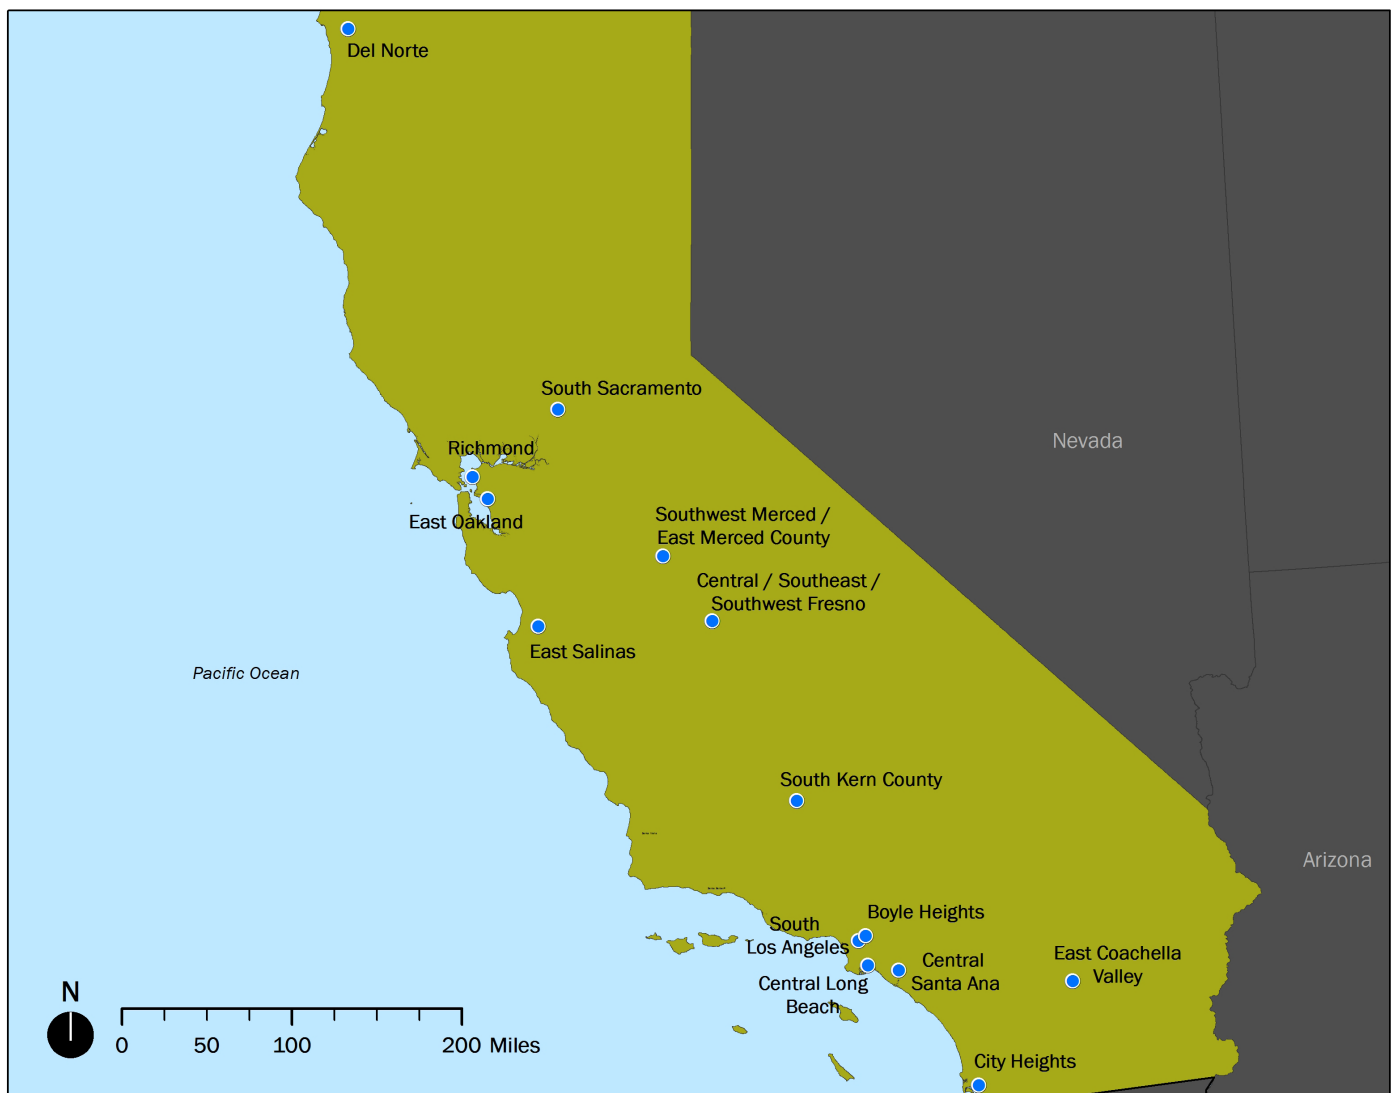 Del Norte
South Sacramento
Richmond
Nevada
East Oakland
Southwest Merced /
East Merced County
Central / Southeast /
Southwest Fresno
East Salinas
Pacific Ocean
South Kern County
Arizona
Boyle Heights
South
Los Angeles
Central
Santa Ana
East Coachella
Valley
Central Long
Beach
N
0 50 100 200 Miles
City Heights